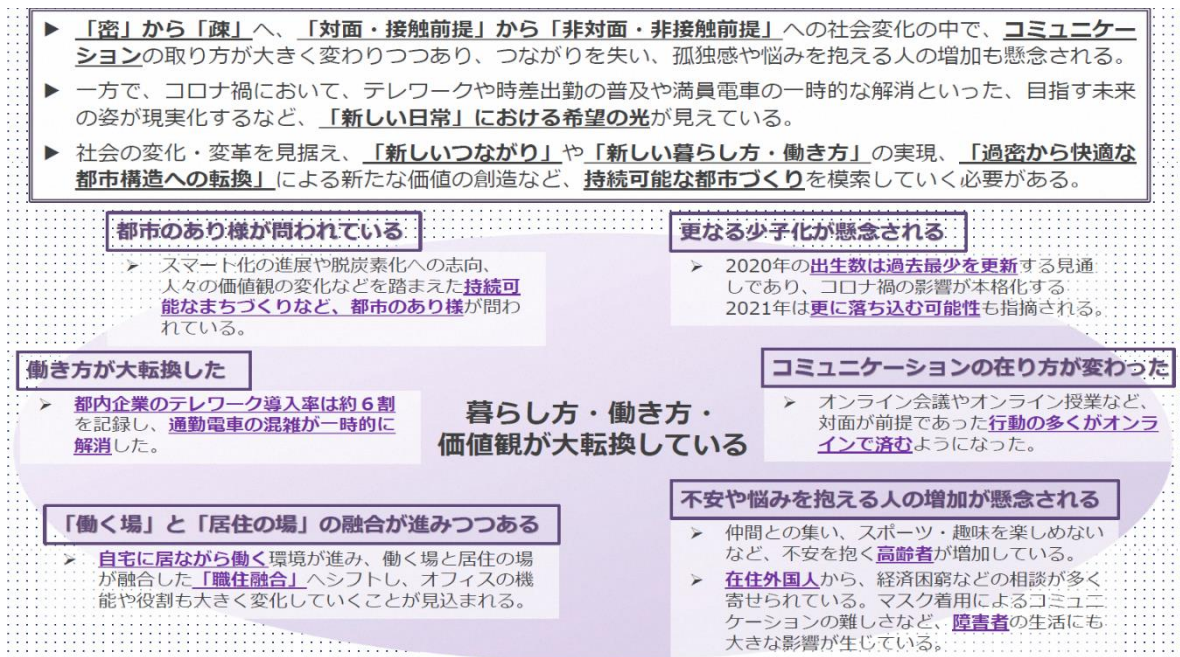 ▶ 「密」から「疎」へ、「対面・接触前提」から「非対面・非接触前提」への社会変化の中で、コミュニケー
ションの取り方が大きく変わりつつあり、つながりを失い、孤独感や悩みを抱える人の増加も懸念される。
▶ 一方で、コロナ禍において、テレワークや時差出勤の普及や満員電車の一時的な解消といった、目指す未来
の姿が現実化するなど、「新しい日常」における希望の光が見えている。
▶ 社会の変化・変革を見据え、「新しいつながり」や「新しい暮らし方・働き方」の実現、「過密から快適な
都市構造への転換」による新たな価値の創造など、持続可能な都市づくりを模索していく必要がある。
都市のあり様が問われている
➢ スマート化の進展や脱炭素化への志向、
人々の価値観の変化などを踏まえた持続可
能なまちづくりなど、都市のあり様が問わ
れている。
更なる少子化が懸念される
➢ 2020年の出生数は過去最少を更新する見通
しであり、コロナ禍の影響が本格化する
2021年は更に落ち込む可能性も指摘される。
働き方が大転換した
➢ 都内企業のテレワーク導入率は約6割
を記録し、通勤電車の混雑が一時的に
解消した。
暮らし方・働き方・
価値観が大転換している
コミュニケーションの在り方が変わった
➢ オンライン会議やオンライン授業など、
対面が前提であった行動の多くがオンラ
インで済むようになった。
「働く場」と「居住の場」の融合が進みつつある
➢ 自宅に居ながら働く環境が進み、働く場と居住の場
が融合した「職住融合」へシフトし、オフィスの機
能や役割も大きく変化していくことが見込まれる。
不安や悩みを抱える人の増加が懸念される
➢ 仲間との集い、スポーツ・趣味を楽しめない
など、不安を抱く高齢者が増加している。
➢ 在住外国人から、経済困窮などの相談が多く
寄せられている。マスク着用によるコミュニ
ケーションの難しさなど、障害者の生活にも
大きな影響が生じている。